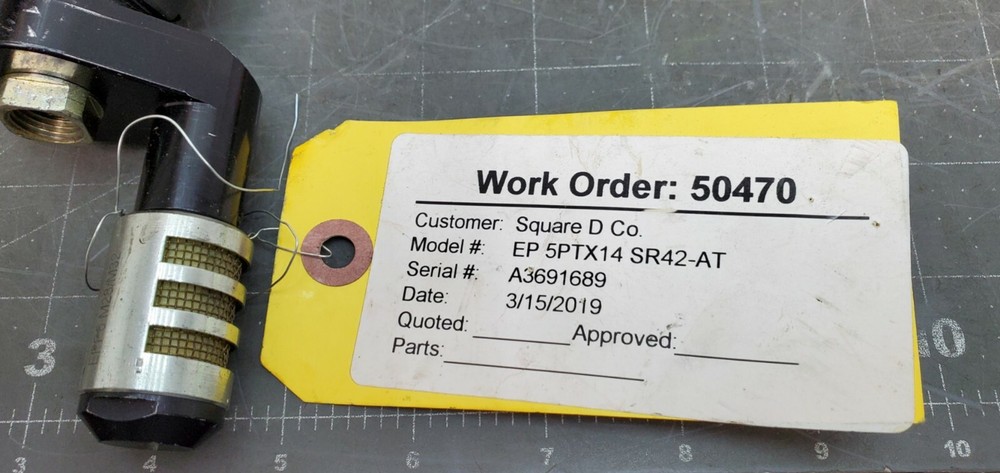 Work Order: 50470
Customer: Square D Co.
Model #: EP 5PTX14 SR42-AT
Serial #: A3691689
Date: 3/15/2019
Quoted: Approved:
Parts:
3
10
3 4 5 6 7 8 9 10